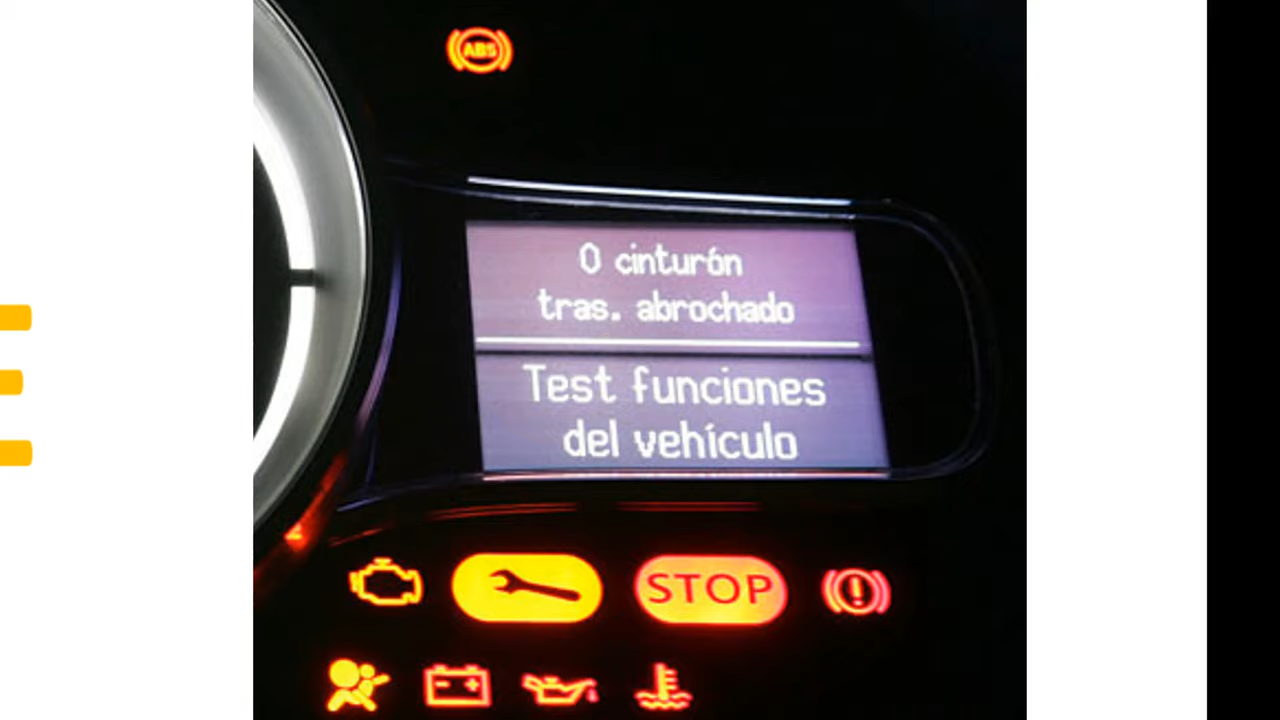 ABS
0 cinturón
tras. abrochado
Test funciones
del vehículo
STOP